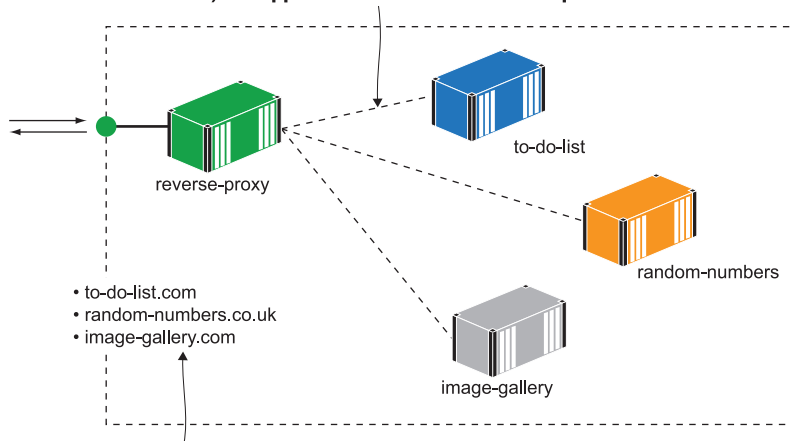 to-do-list
reverse-proxy
random-numbers
• to-do-list.com
• random-numbers.co.uk
• image-gallery.com
image-gallery